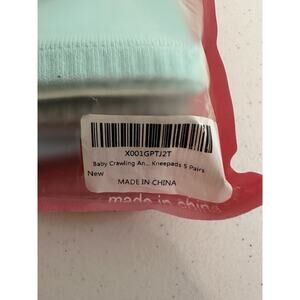 X001GPTJ2T
Baby Crawling An... Kneepads 5 Pairs
New
MADE IN CHINA
made in china